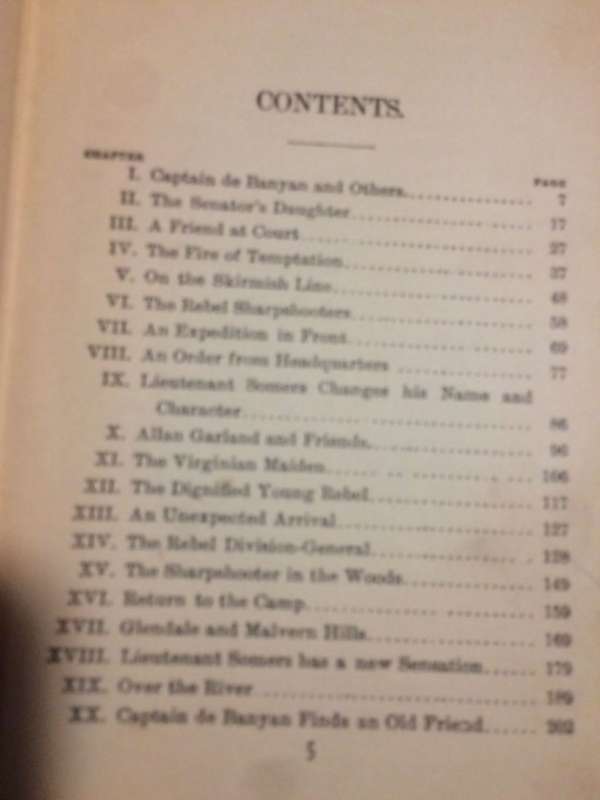 CONTENTS.
CHAPTER PAGE
I. Captain de Banyan and Others 7
II. The Senator's Daughter 17
III. A Friend at Court 27
IV. The Fire of Temptation 37
V. On the Skirmish Line 48
VI. The Rebel Sharpshooters 58
VII. An Expedition in Front 69
VIII. An Order from Headquarters 77
IX. Lieutenant Somers Changes his Name and
Character 86
X. Allan Garland and Friends 96
XI. The Virginian Maiden 106
XII. The Dignified Young Rebel 117
XIII. An Unexpected Arrival 127
XIV. The Rebel Division-General 138
XV. The Sharpshooter in the Woods 149
XVI. Return to the Camp 159
XVII. Glendale and Malvern Hills 169
XVIII. Lieutenant Somers has a new Sensation 179
XIX. Over the River 189
XX. Captain de Banyan Finds an Old Friend 202
5